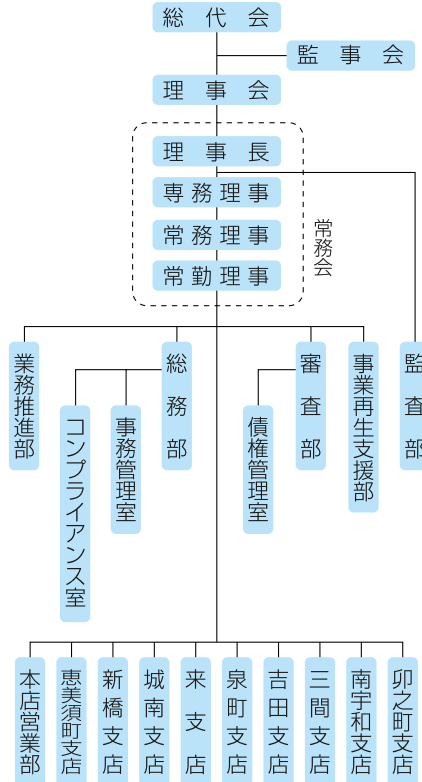 総代会
監事会
理事会
理事長
専務理事
常務理事
常勤理事
常務会
業務推進部
総務部
コンプライアンス室
事務管理室
審査部
債権管理室
事業再生支援部
監査部
本店営業部
恵美須町支店
新橋支店
城南支店
来支店
泉町支店
吉田支店
三間支店
南宇和支店
卯之町支店